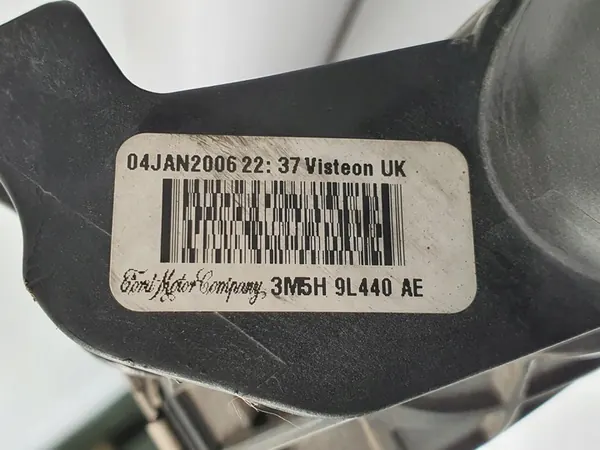 04JAN2006 22: 37 Visteon UK
Ford Motor Company, 3M5H 9L440 AE